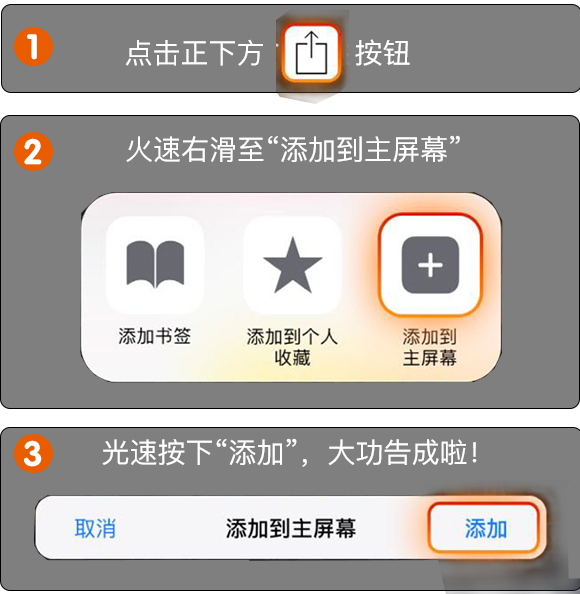 1 点击正下方 按钮
2 火速右滑至“添加到主屏幕”
添加书签 添加到个人 添加到
收藏 主屏幕
3 光速按下“添加”，大功告成啦！
取消 添加到主屏幕 添加